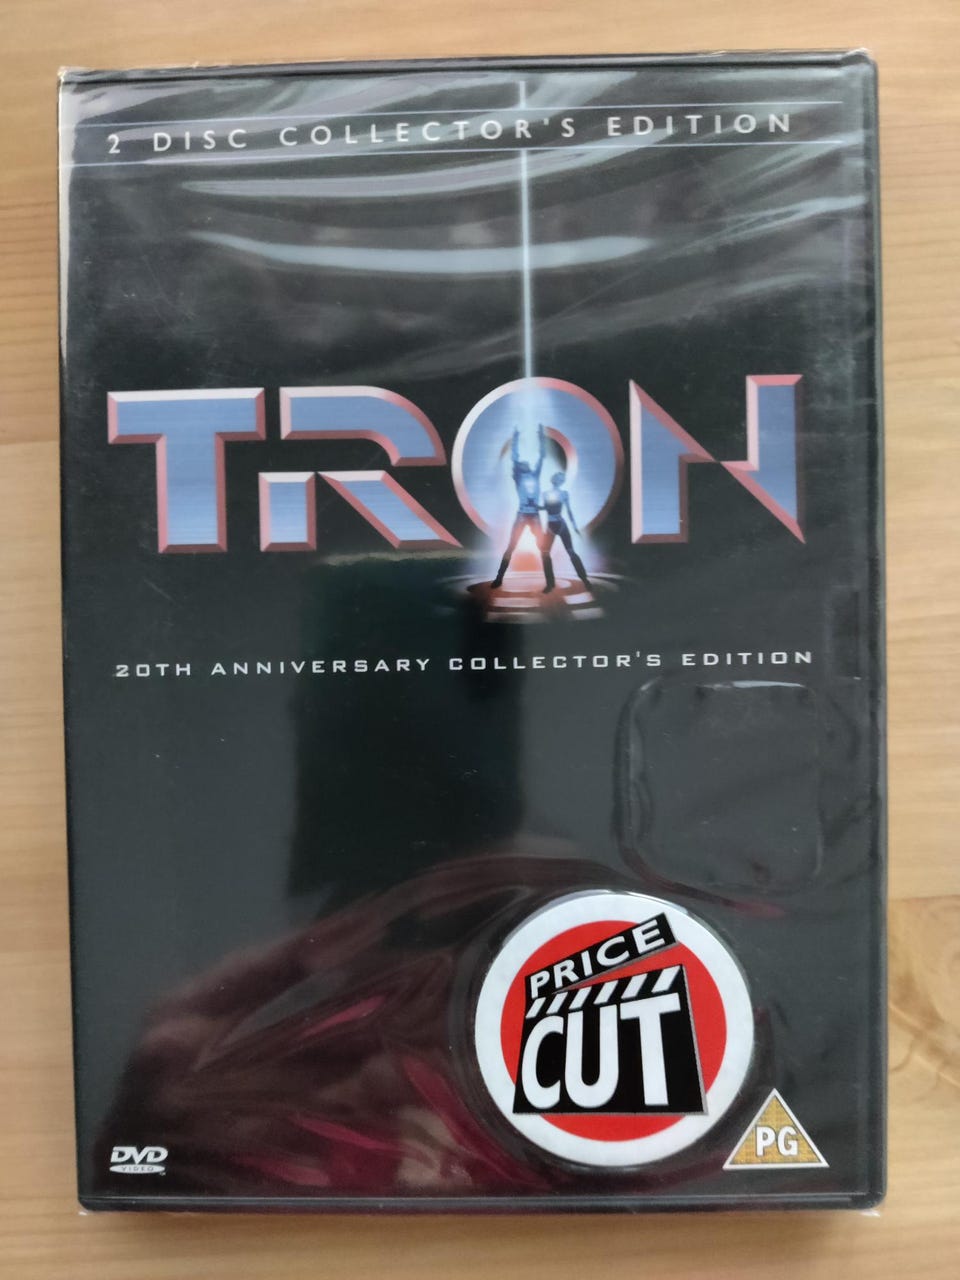 2 DISC COLLECTOR'S EDITION
TRON
20TH ANNIVERSARY COLLECTOR'S EDITION
PRICE
CUT
DVD
VIDEO
PG